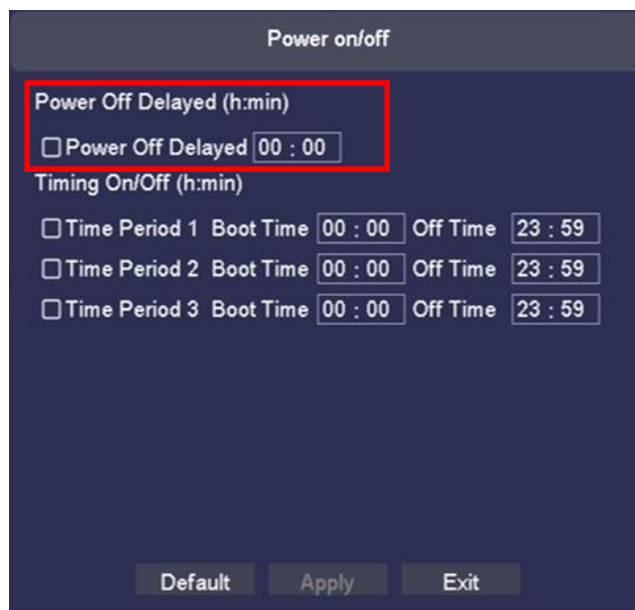 Power on/off
Power Off Delayed (h:min)
Power Off Delayed 00 : 00
Timing On/Off (h:min)
Time Period 1 Boot Time 00 : 00 Off Time 23 : 59
Time Period 2 Boot Time 00 : 00 Off Time 23 : 59
Time Period 3 Boot Time 00 : 00 Off Time 23 : 59
Default Apply Exit